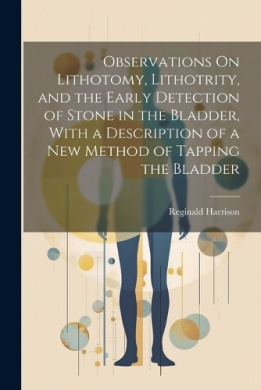 Observations On
Lithotomy, Lithotrity,
and the Early Detection
of Stone in the Bladder,
With a Description of a
New Method of Tapping
the Bladder
Reginald Harrison